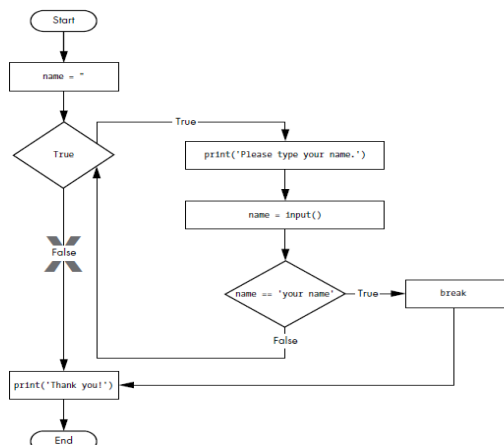 Start
name = ''
True
True
print('Please type your name.')
name = input()
False
name == 'your name'
True
break
False
print('Thank you!')
End